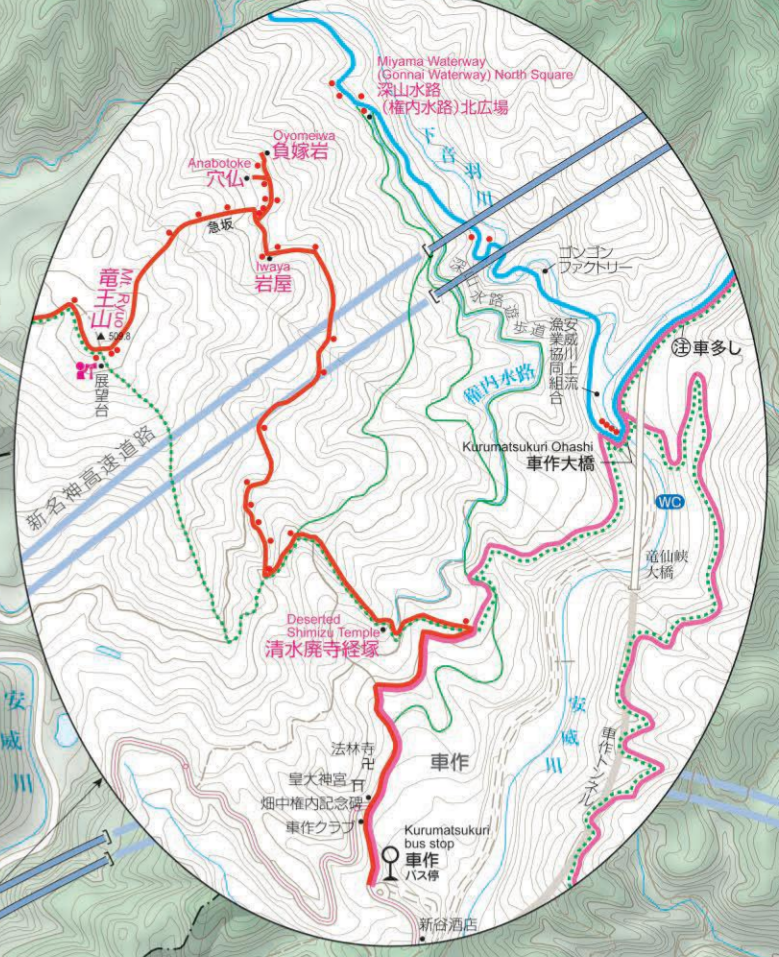 Miyama Waterway
(Gonnai Waterway) North Square
深山水路
(権内水路)北広場
下音羽川
Oyomeiwa
負嫁岩
Anabotoke
穴仏
急坂
Iwaya
岩屋
ゴンゴン
ファクトリー
深山水路遊歩道
Mt. Ryuo
竜王山
▲509.8
展望台
安威川上流
漁業協同組合
注車多し
権内水路
新名神高速道路
Kurumatsukuri Ohashi
車作大橋
WC
竜仙峡
大橋
Deserted
Shimizu Temple
清水廃寺経塚
安威川
安威川
車作トンネル
法林寺
卍
車作
皇大神宮
畑中権内記念碑
車作クラブ
Kurumatsukuri
bus stop
車作
バス停
新谷酒店